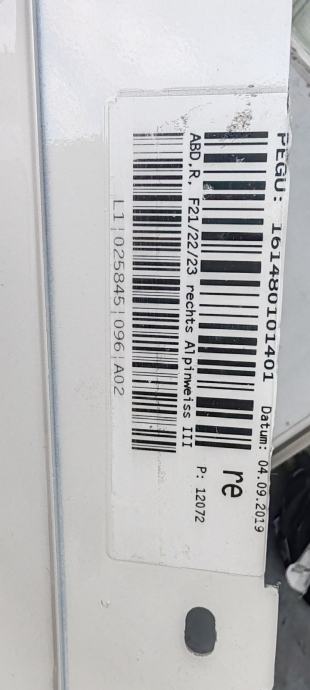 PEGU: 161480101401 Datum: 04.09.2019
re
ABD.R. F21/22/23 rechts Alpinweiss III P: 12072
L1|025845|096|A02